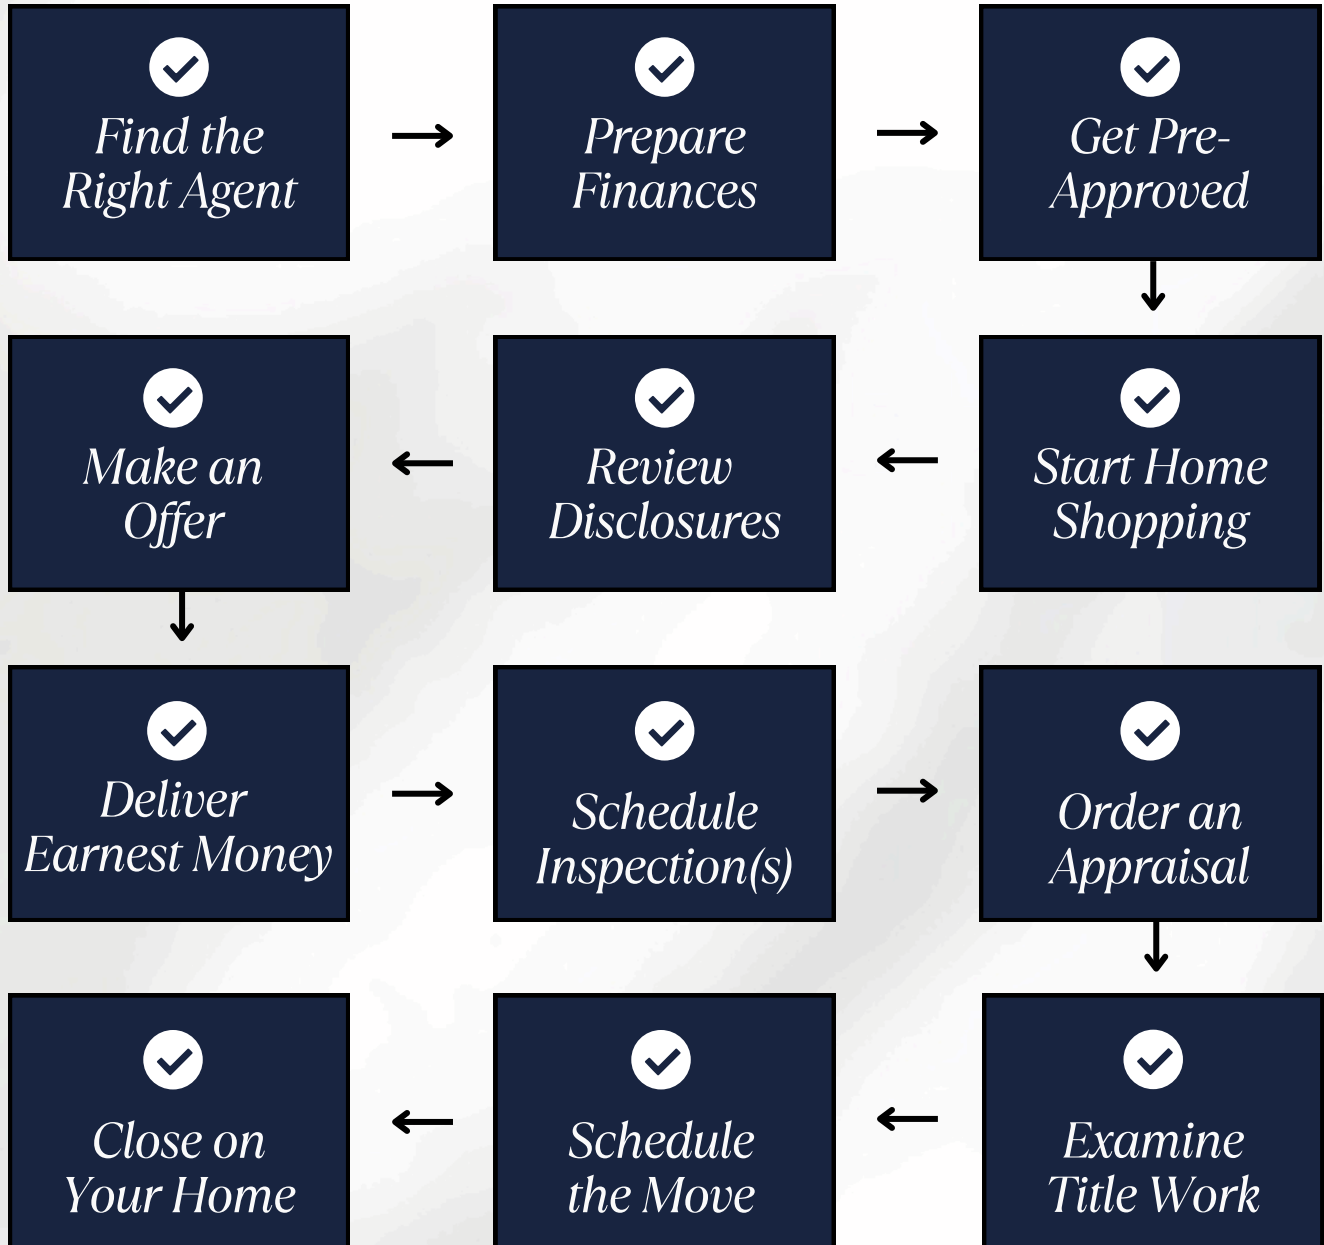 Find the
Right Agent
Prepare
Finances
Get Pre-
Approved
Start Home
Shopping
Review
Disclosures
Make an
Offer
Deliver
Earnest Money
Schedule
Inspection(s)
Order an
Appraisal
Examine
Title Work
Schedule
the Move
Close on
Your Home